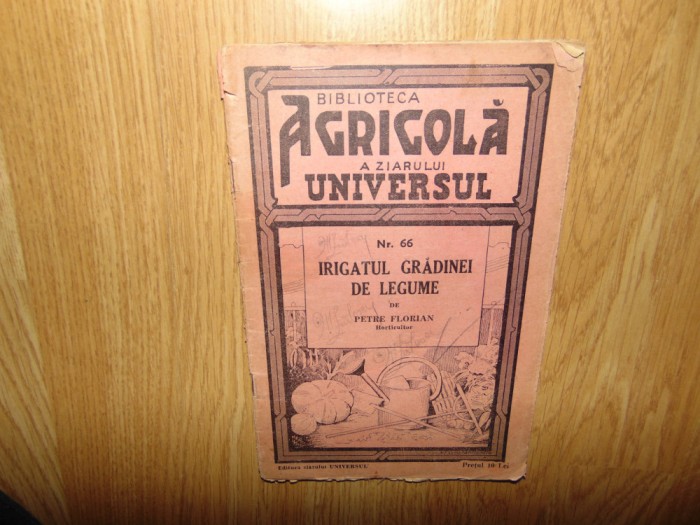 BIBLIOTECA
AGRICOLĂ
A ZIARULUI
UNIVERSUL
Nr. 66
IRIGATUL GRĂDINEI
DE LEGUME
DE
PETRE FLORIAN
Horticultor
Editura ziarului UNIVERSUL
Prețul 10 Lei